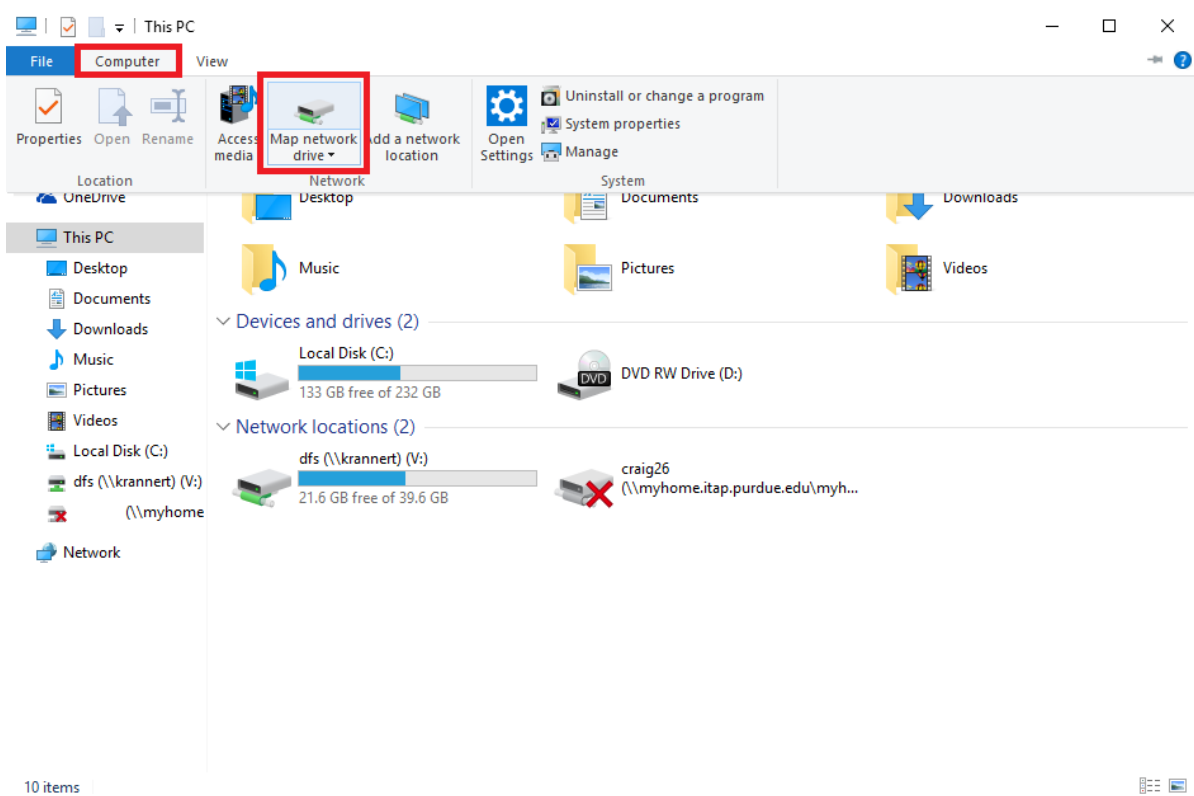 This PC
File Computer View
Properties Open Rename Access media Map network drive dd a network location Open Settings
Uninstall or change a program
System properties
Manage
Location Network System
OneDrive
This PC
Desktop
Documents
Downloads
Music
Pictures
Videos
Local Disk (C:)
dfs (\\krannert) (V:)
(\\myhome
Network
Desktop Documents Downloads
Music Pictures Videos
Devices and drives (2)
Local Disk (C:)
133 GB free of 232 GB
DVD
DVD RW Drive (D:)
Network locations (2)
dfs (\\krannert) (V:)
21.6 GB free of 39.6 GB
craig26
(\\myhome.itap.purdue.edu\myh...
10 items